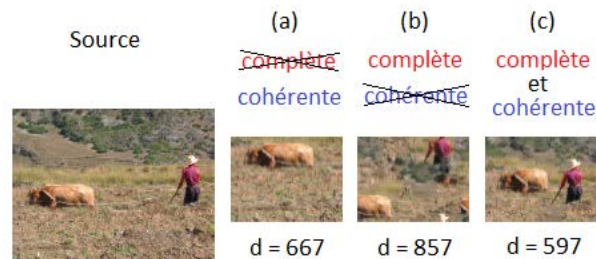 Source
(a)
complète
cohérente
(b)
complète
cohérente
(c)
complète
et
cohérente
d = 667
d = 857
d = 597